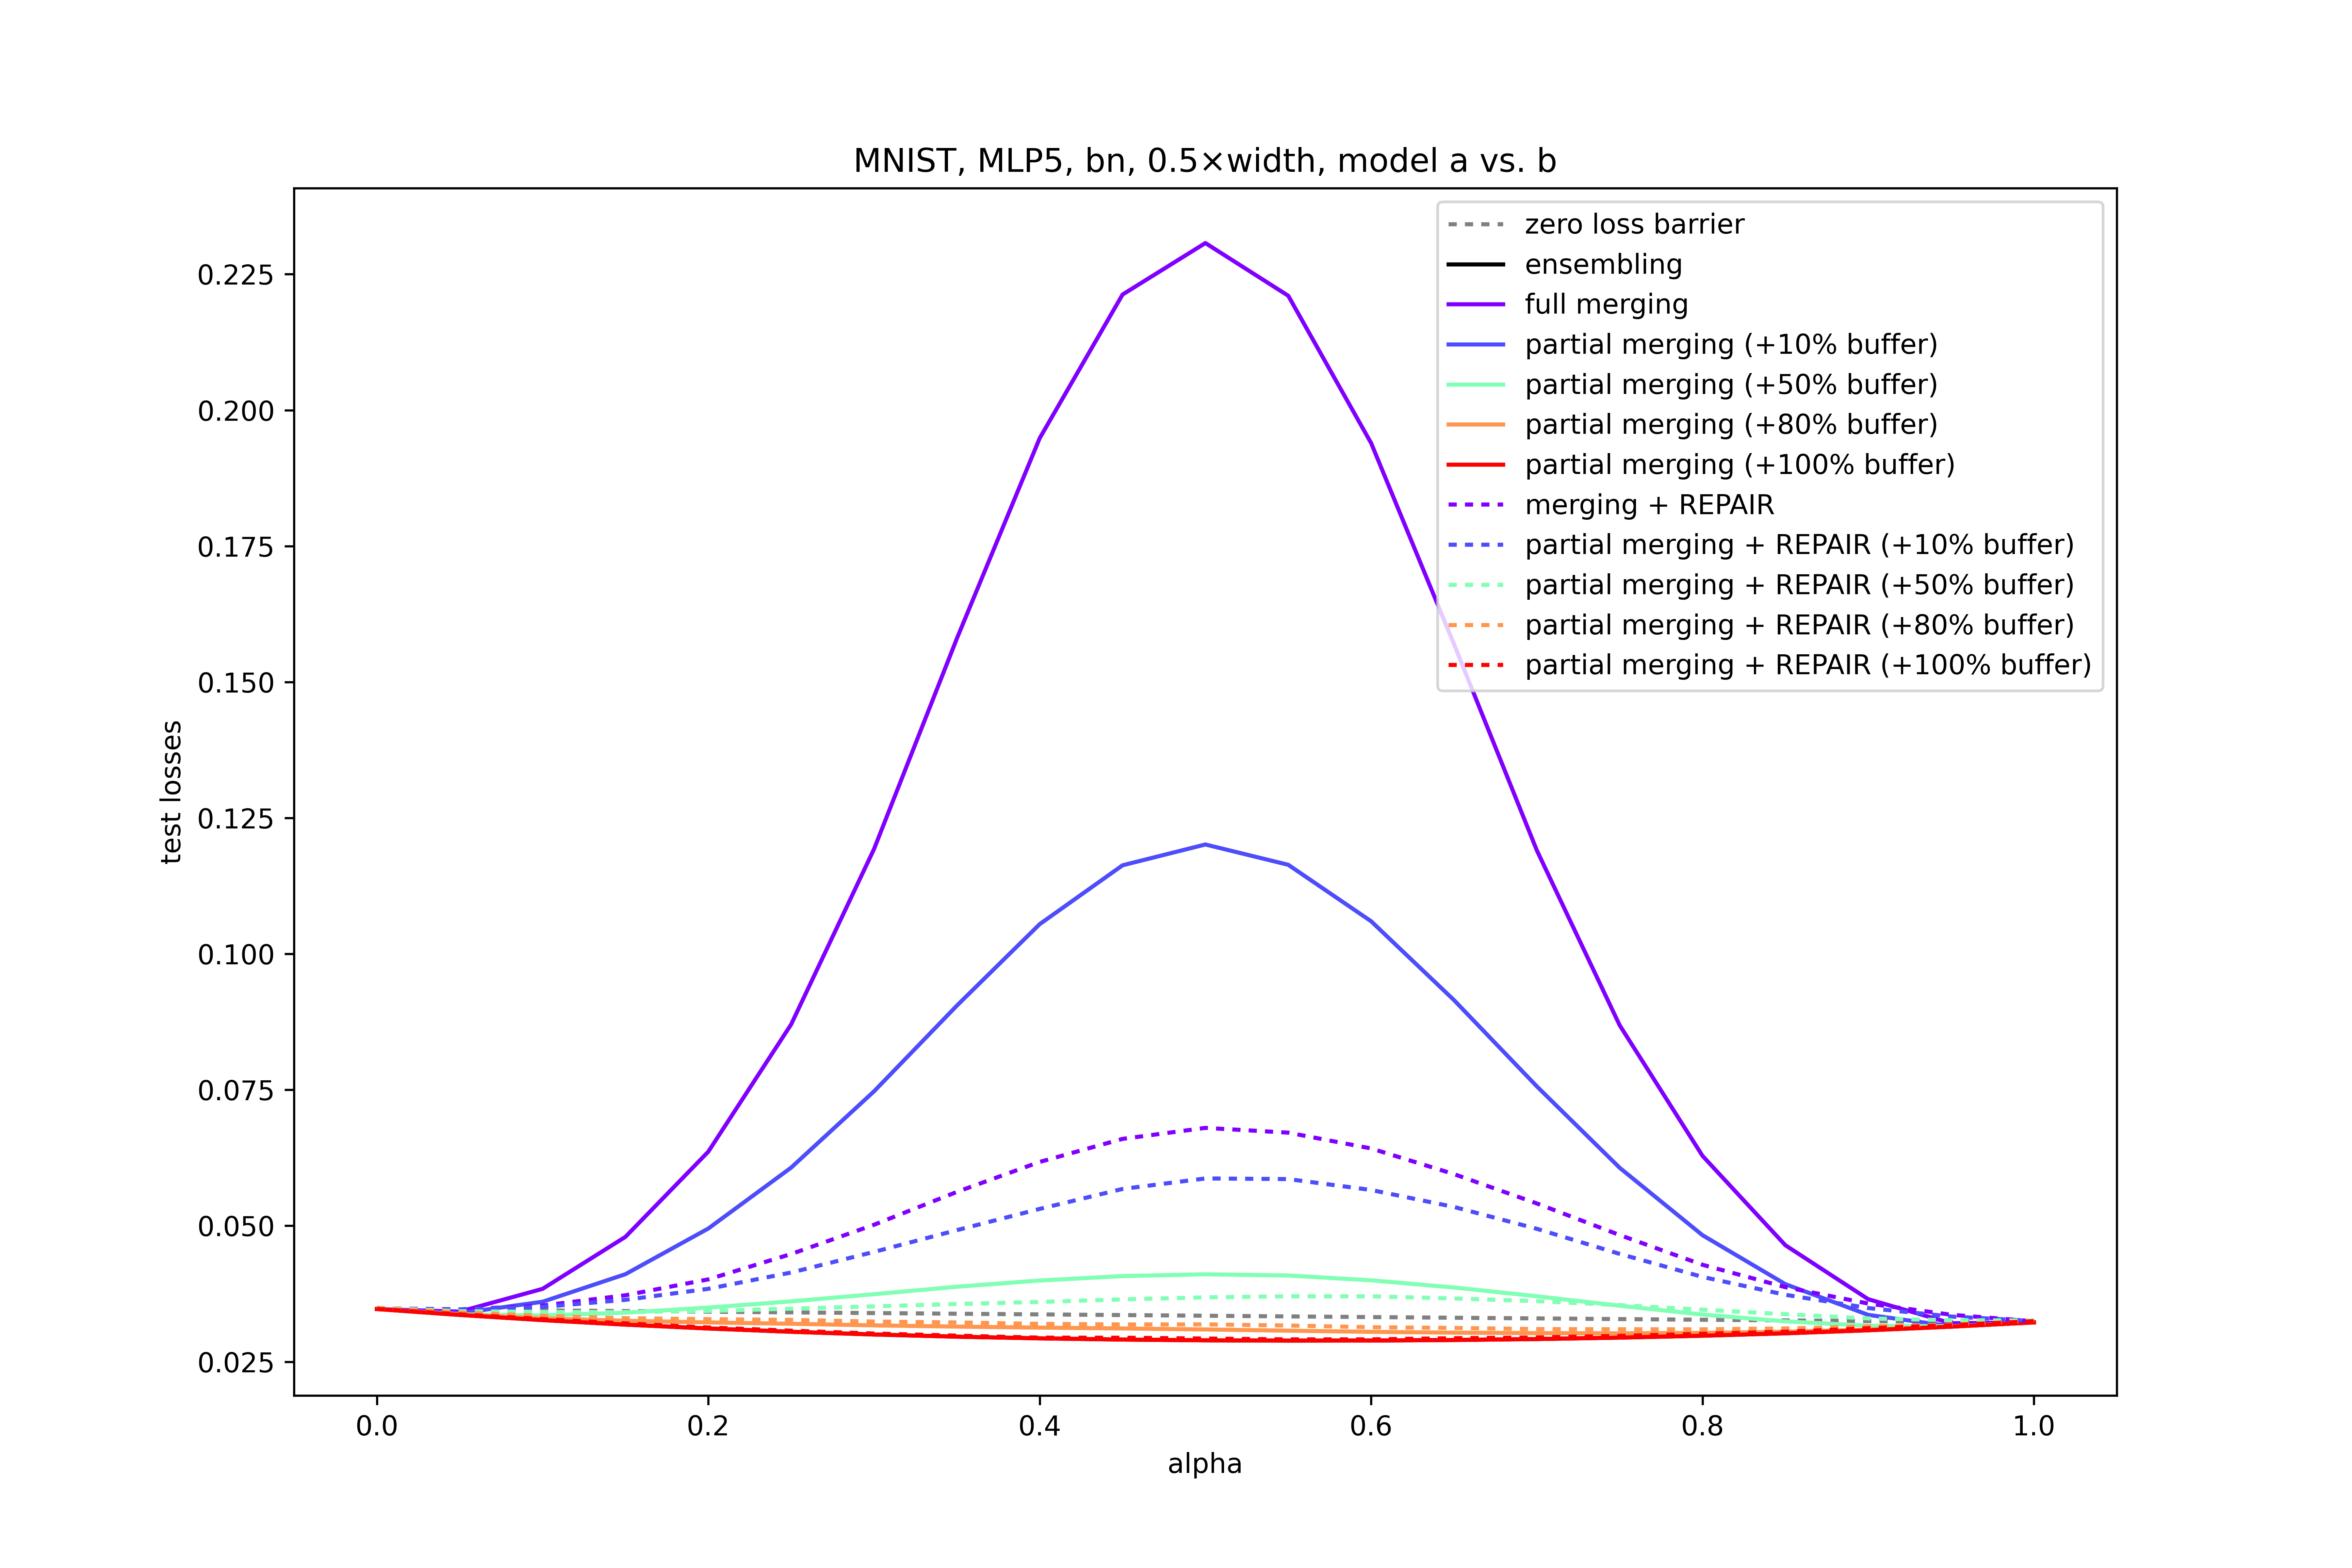 MNIST, MLP5, bn, 0.5×width, model a vs. b
zero loss barrier
ensembling
full merging
partial merging (+10% buffer)
partial merging (+50% buffer)
partial merging (+80% buffer)
partial merging (+100% buffer)
merging + REPAIR
partial merging + REPAIR (+10% buffer)
partial merging + REPAIR (+50% buffer)
partial merging + REPAIR (+80% buffer)
partial merging + REPAIR (+100% buffer)
test losses
0.225
0.200
0.175
0.150
0.125
0.100
0.075
0.050
0.025
0.0 0.2 0.4 0.6 0.8 1.0
alpha